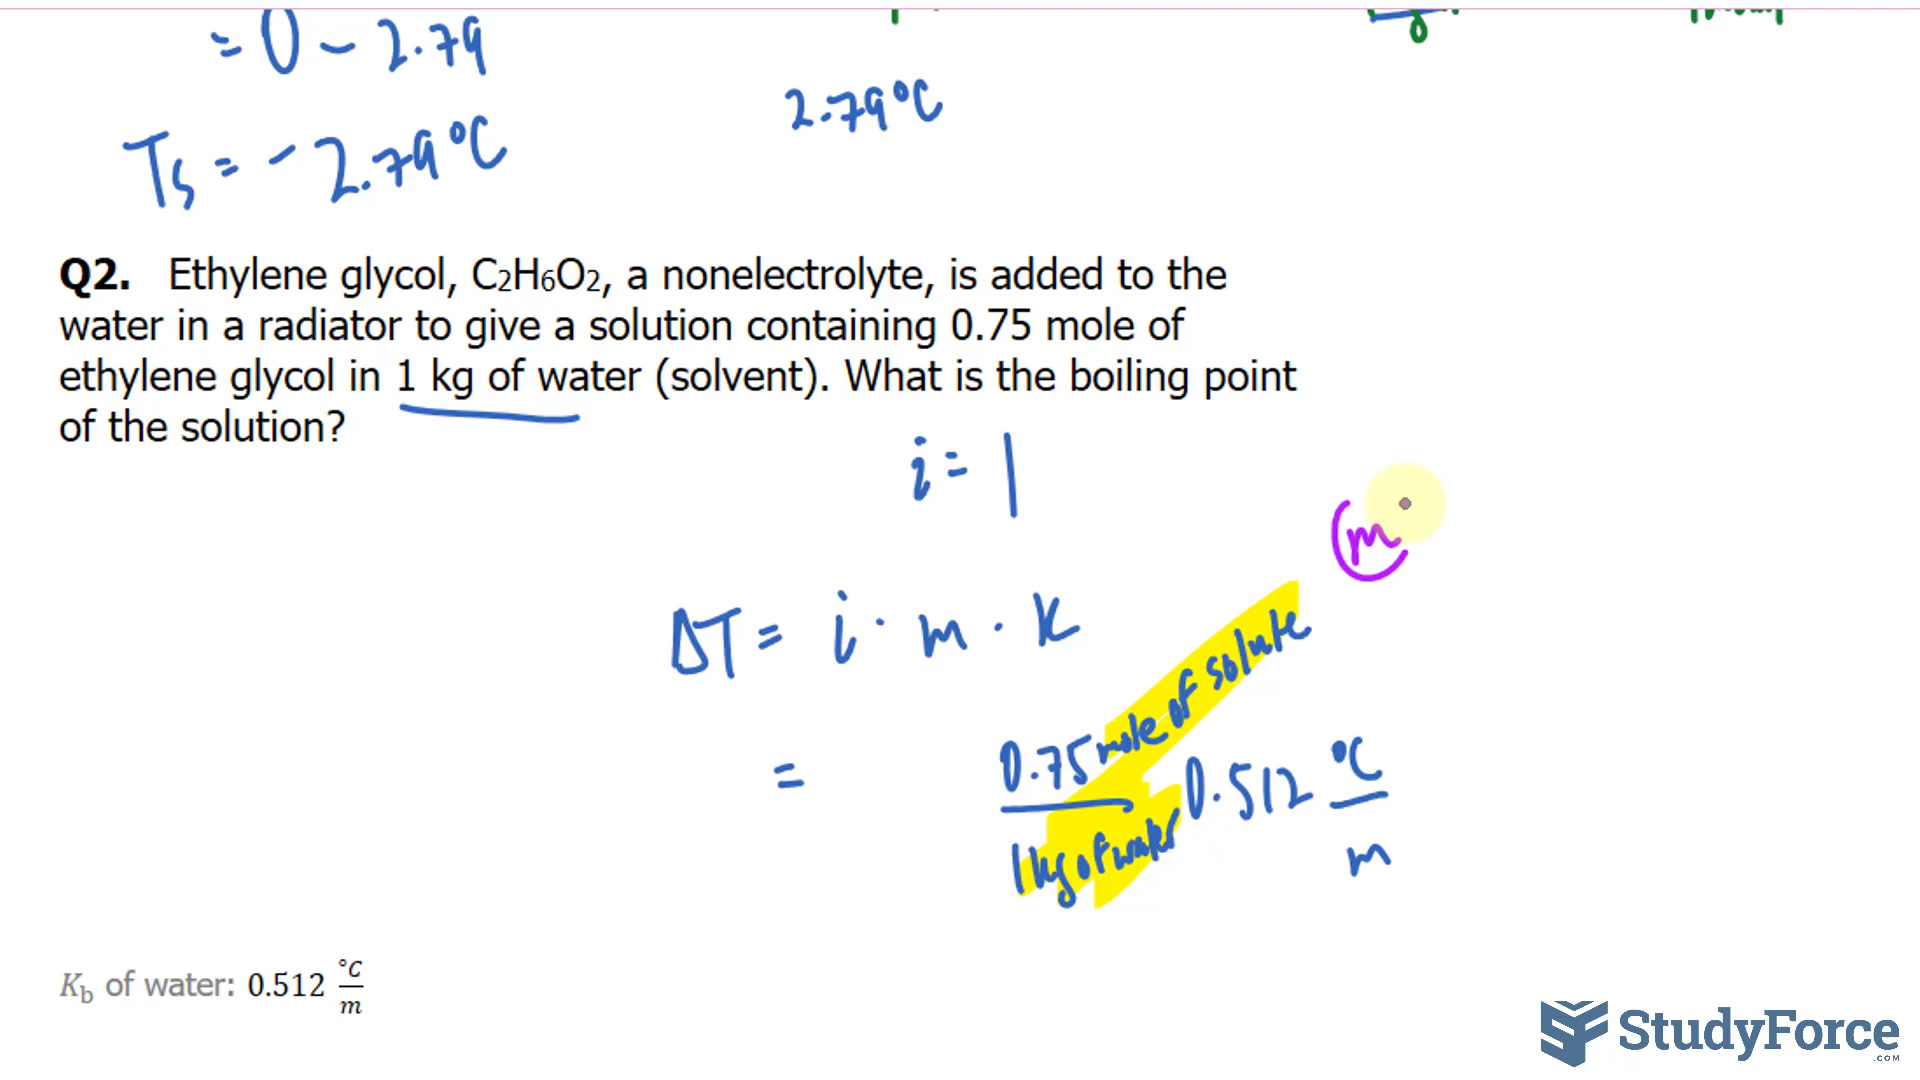 = 0 - 2.79
2.79°C
Ts = -2.79°C
Q2. Ethylene glycol, C2H6O2, a nonelectrolyte, is added to the
water in a radiator to give a solution containing 0.75 mole of
ethylene glycol in 1 kg of water (solvent). What is the boiling point
of the solution?
i = 1
m
ΔT = i · m · k
= 0.75 mole of solute 0.512 °C
1 kg of water m
Kb of water: 0.512 °C
m
StudyForce
.COM